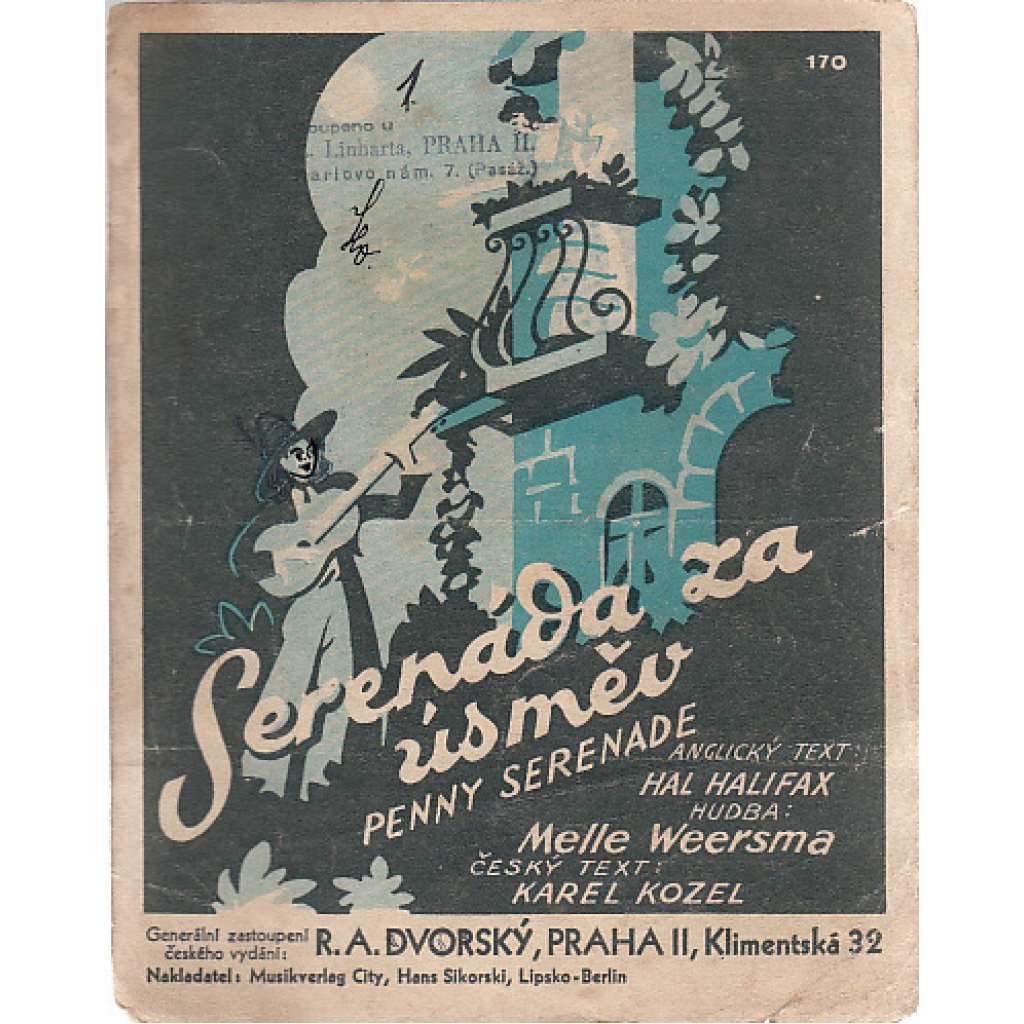 170
1.
oupeno u
. Linharta, PRAHA II.
arlovo nám. 7. (Pasáž.)
Serenáda za
úsměv
PENNY SERENADE
ANGLICKÝ TEXT:
HAL HALIFAX
HUDBA:
Melle Weersma
ČESKÝ TEXT:
KAREL KOZEL
Generální zastoupení
českého vydání:
R. A. DVORSKÝ, PRAHA II, Klimentská 32
Nakladatel: Musikverlag City, Hans Sikorski, Lipsko-Berlin